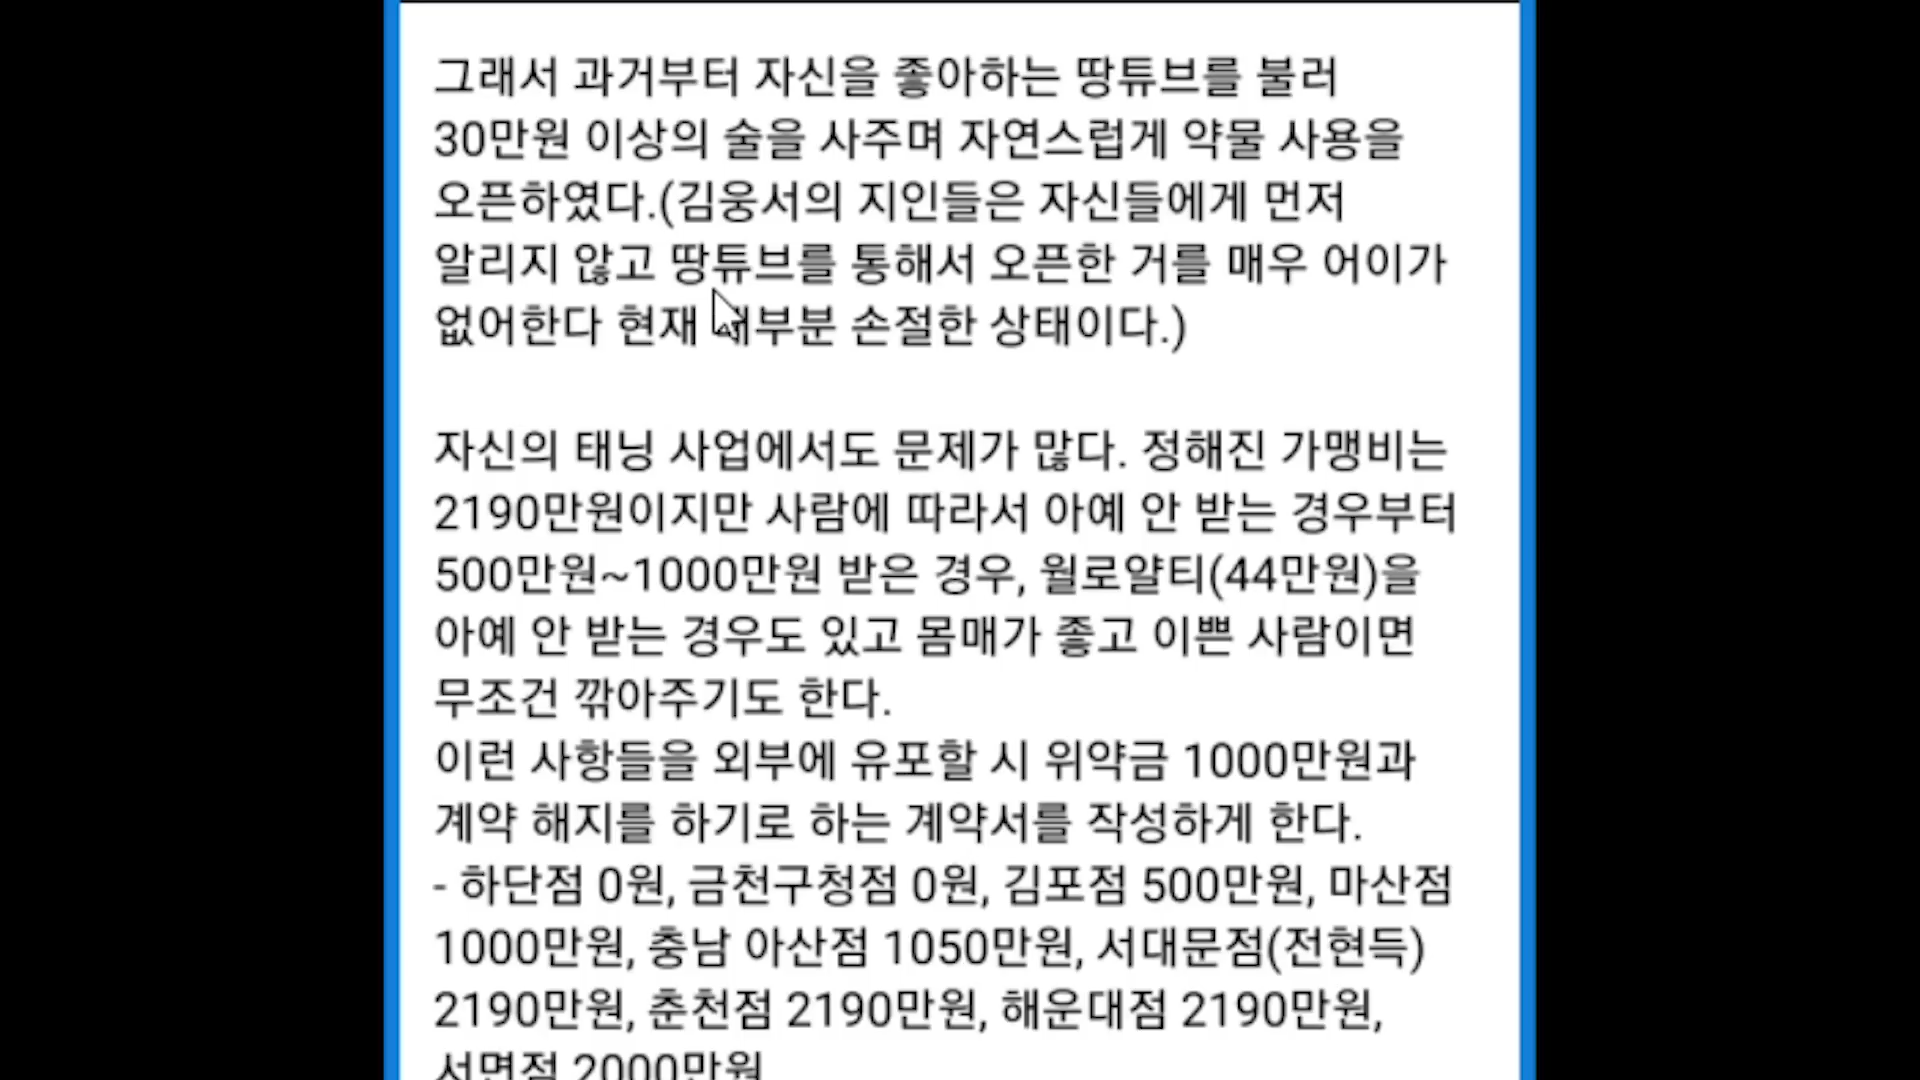 그래서 과거부터 자신을 좋아하는 땅튜브를 불러
30만원 이상의 술을 사주며 자연스럽게 약물 사용을
오픈하였다.(김웅서의 지인들은 자신들에게 먼저
알리지 않고 땅튜브를 통해서 오픈한 거를 매우 어이가
없어한다 현재 대부분 손절한 상태이다.)
자신의 태닝 사업에서도 문제가 많다. 정해진 가맹비는
2190만원이지만 사람에 따라서 아예 안 받는 경우부터
500만원~1000만원 받은 경우, 월로얄티(44만원)을
아예 안 받는 경우도 있고 몸매가 좋고 이쁜 사람이면
무조건 깎아주기도 한다.
이런 사항들을 외부에 유포할 시 위약금 1000만원과
계약 해지를 하기로 하는 계약서를 작성하게 한다.
- 하단점 0원, 금천구청점 0원, 김포점 500만원, 마산점
1000만원, 충남 아산점 1050만원, 서대문점(전현득)
2190만원, 춘천점 2190만원, 해운대점 2190만원,
서면점 2000만원